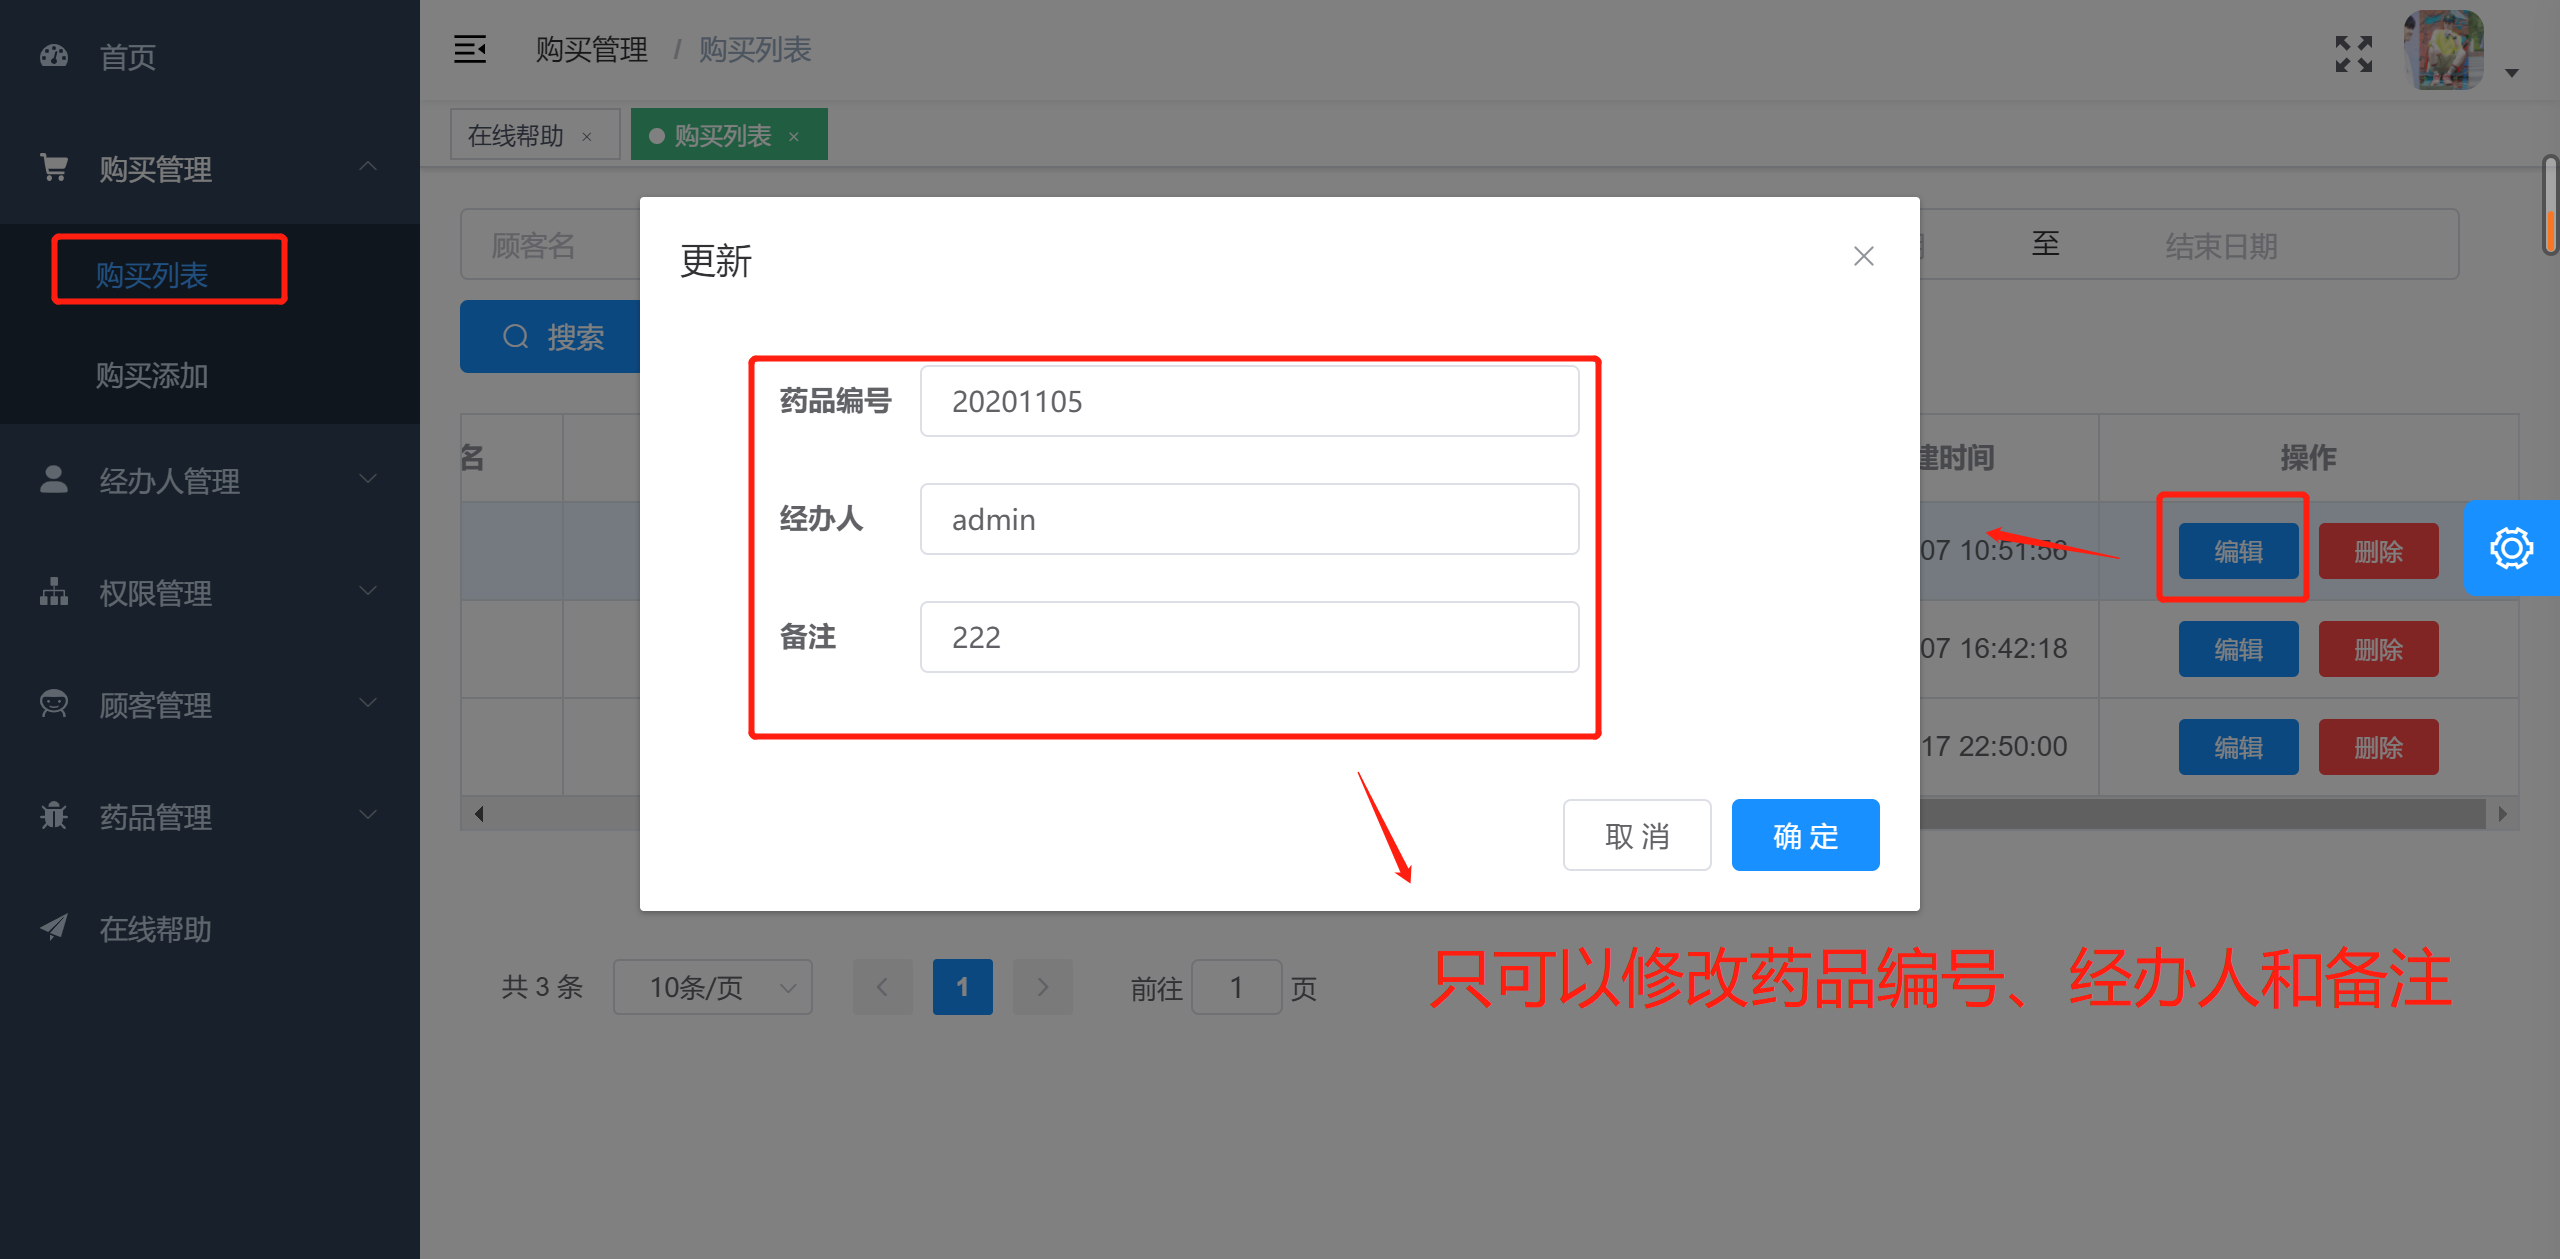 首页
购买管理
购买列表
购买添加
经办人管理
权限管理
顾客管理
药品管理
在线帮助
购买管理 / 购买列表
在线帮助 ×
购买列表 ×
顾客名
至
结束日期
搜索
名
建时间
操作
07 10:51:56
编辑
删除
07 16:42:18
编辑
删除
17 22:50:00
编辑
删除
更新
药品编号
20201105
经办人
admin
备注
222
取 消
确 定
共 3 条
10条/页
1
前往 1 页
只可以修改药品编号、经办人和备注